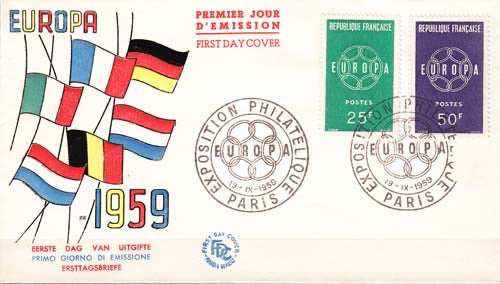 EUROPA
PREMIER JOUR
D'EMISSION
FIRST DAY COVER
REPUBLIQUE FRANÇAISE
EUROPA
POSTES
25F
REPUBLIQUE FRANÇAISE
EUROPA
POSTES
50F
EXPOSITION PHILATELIQUE
EUROPA
19-IX-1959
PARIS
EXPOSITION PHILATELIQUE
EUROPA
19-IX-1959
PARIS
1959
EERSTE DAG VAN UITGIFTE
PRIMO GIORNO DI EMISSIONE
ERSTTAGSBRIEFE
FIRST DAY COVER
FDC